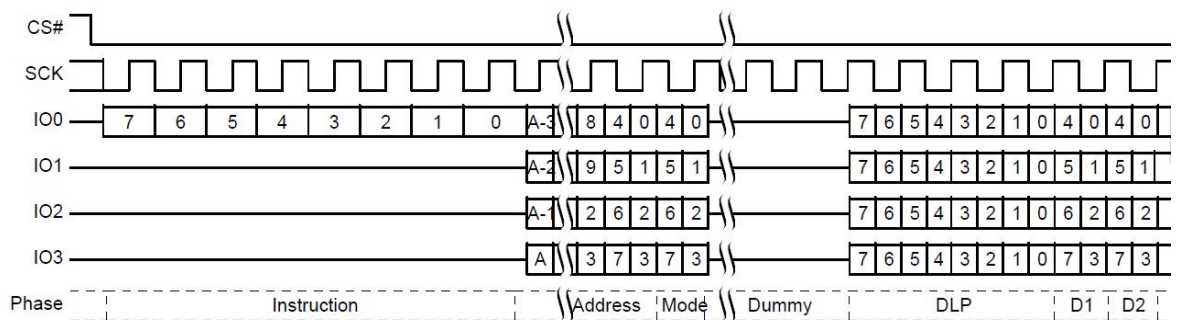 CS#
SCK
IO0 7 6 5 4 3 2 1 0 A-3 8 4 0 4 0 7 6 5 4 3 2 1 0 4 0 4 0
IO1 A-2 9 5 1 5 1 7 6 5 4 3 2 1 0 5 1 5 1
IO2 A-1 2 6 2 6 2 7 6 5 4 3 2 1 0 6 2 6 2
IO3 A 3 7 3 7 3 7 6 5 4 3 2 1 0 7 3 7 3
Phase Instruction Address Mode Dummy DLP D1 D2